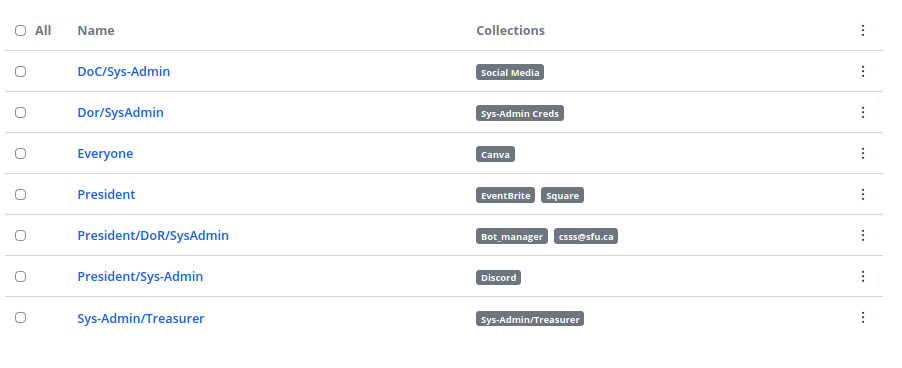 All Name Collections
DoC/Sys-Admin Social Media
Dor/SysAdmin Sys-Admin Creds
Everyone Canva
President EventBrite Square
President/DoR/SysAdmin Bot_manager csss@sfu.ca
President/Sys-Admin Discord
Sys-Admin/Treasurer Sys-Admin/Treasurer